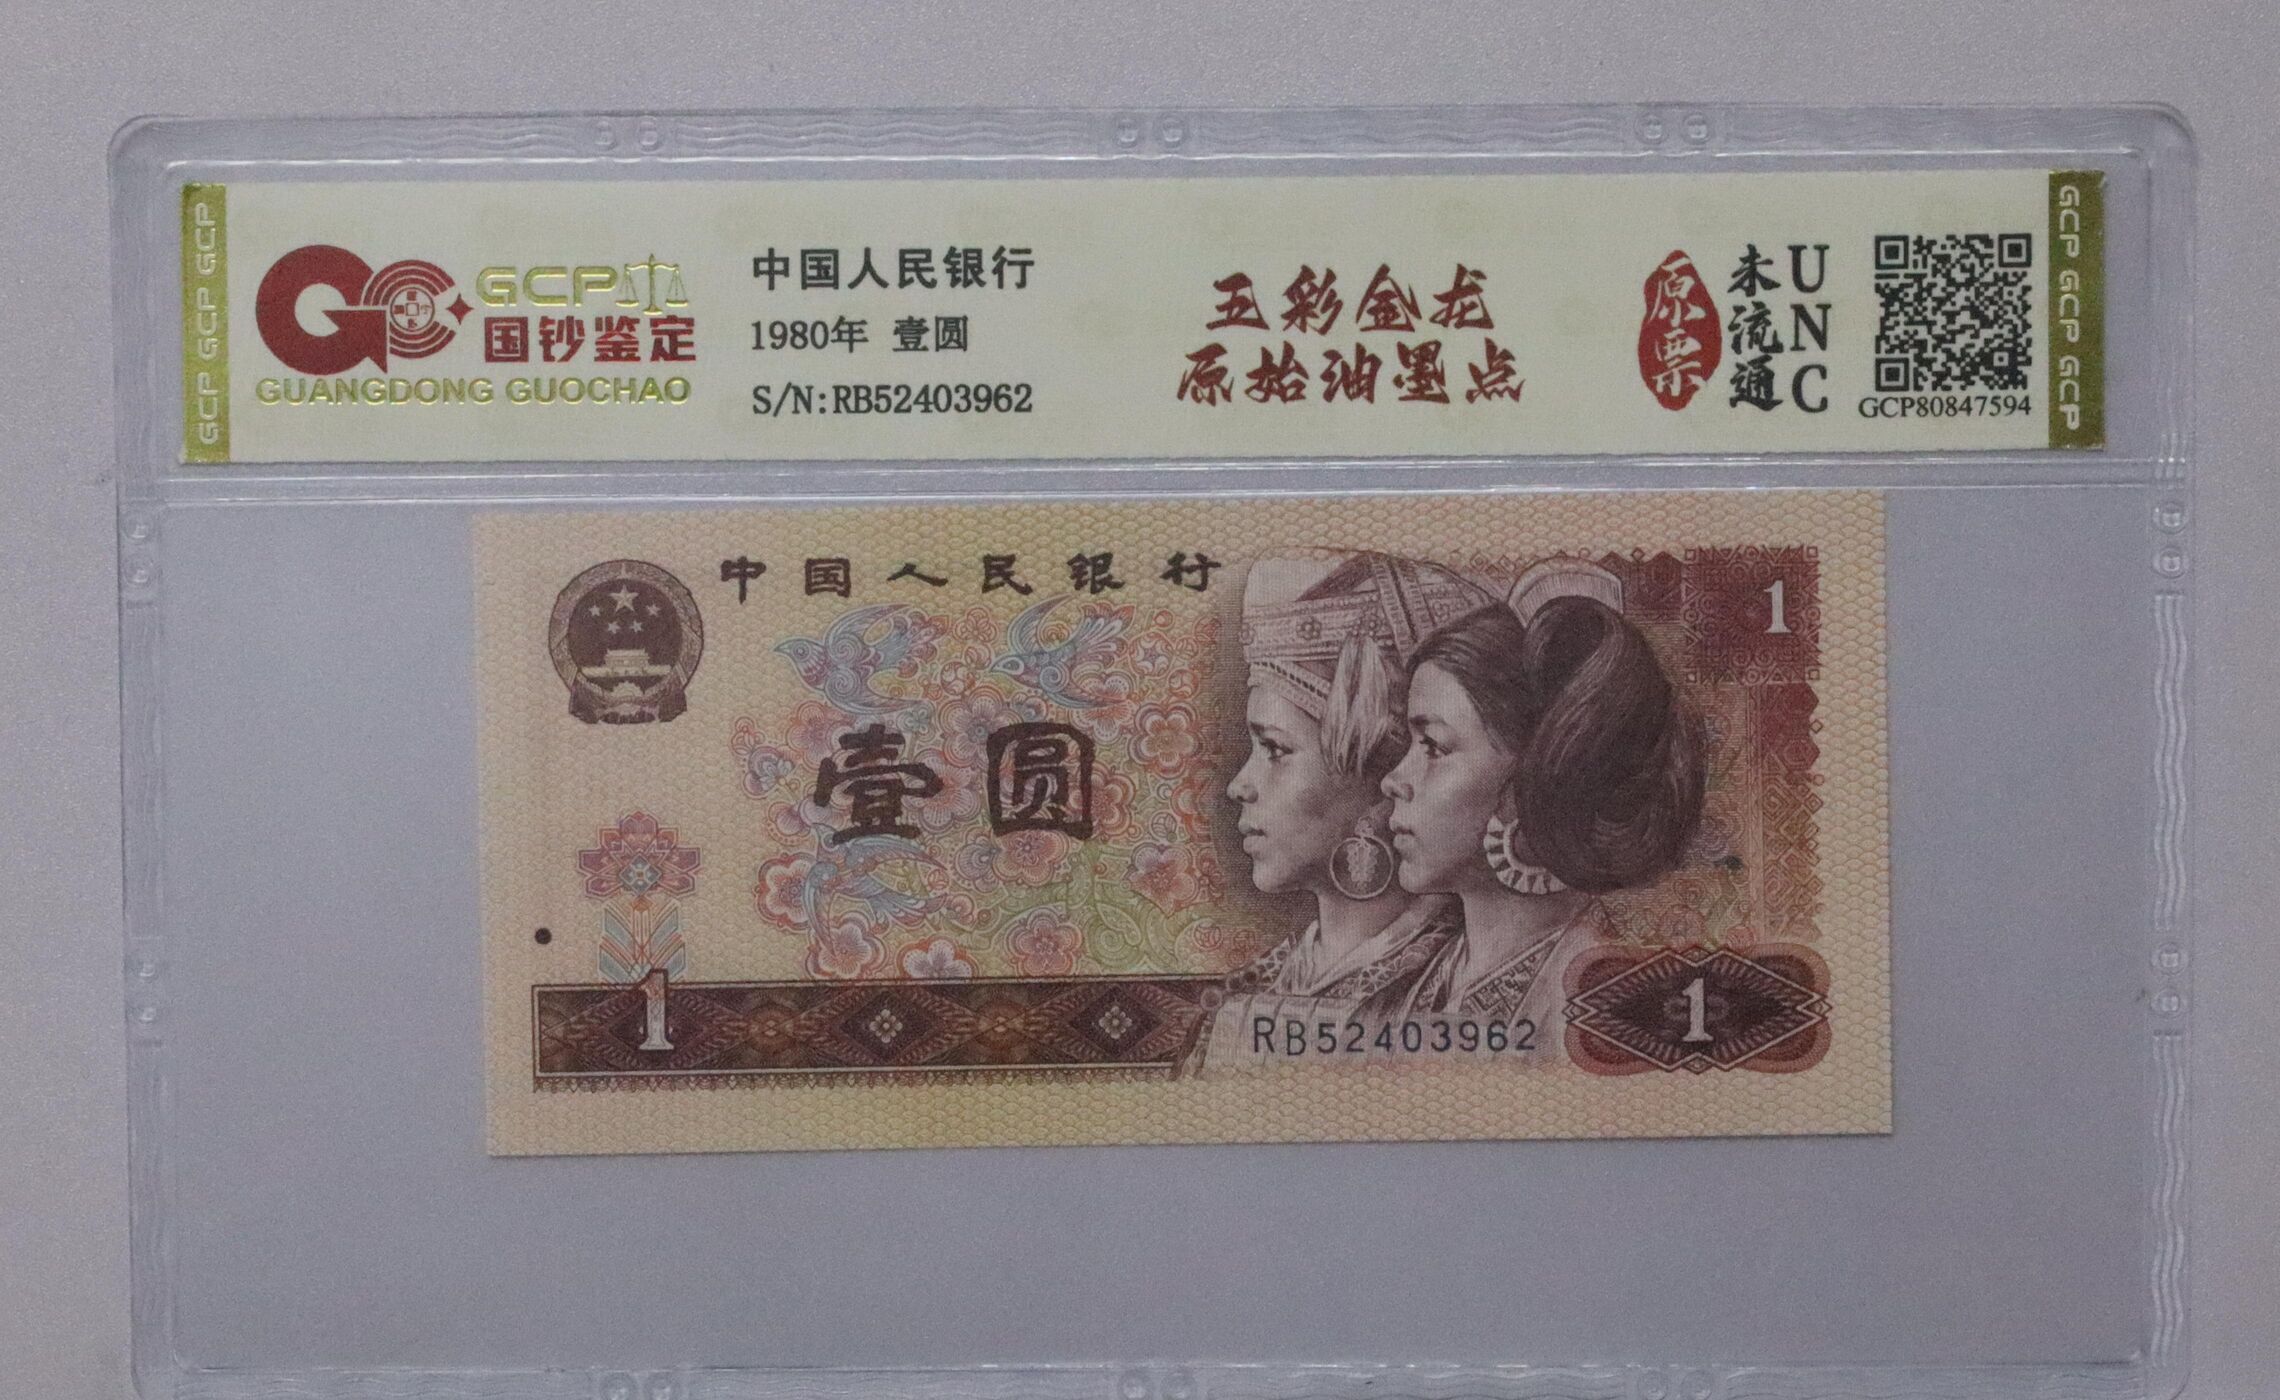 GCP GCP GCP
GCP
国钞鉴定
GUANGDONG GUOCHAO
中国人民银行
1980年 壹圆
S/N:RB52403962
五彩金龙
原始油墨点
原票
未流通
UNC
GCP80847594
GCP GCP GCP
中国人民银行
1
壹圆
1
RB52403962
1